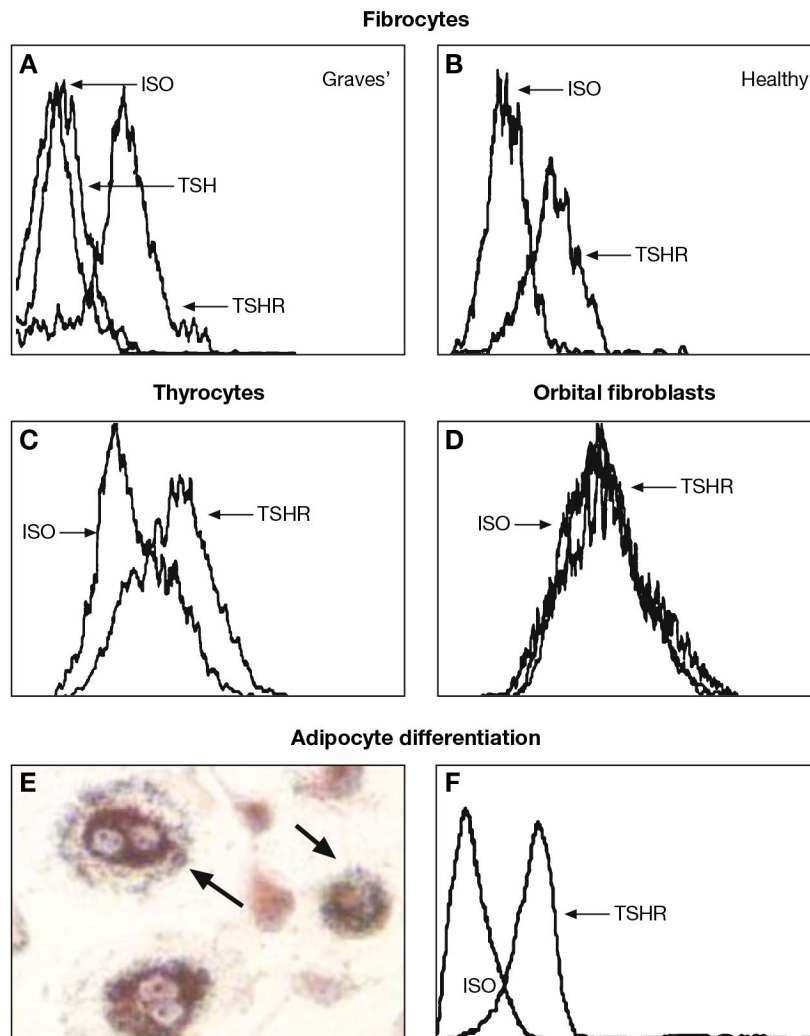 Fibrocytes
A
ISO
Graves’
TSH
TSHR
B
Healthy
ISO
TSHR
Thyrocytes
C
ISO
TSHR
Orbital fibroblasts
D
TSHR
ISO
Adipocyte differentiation
E
F
TSHR
ISO